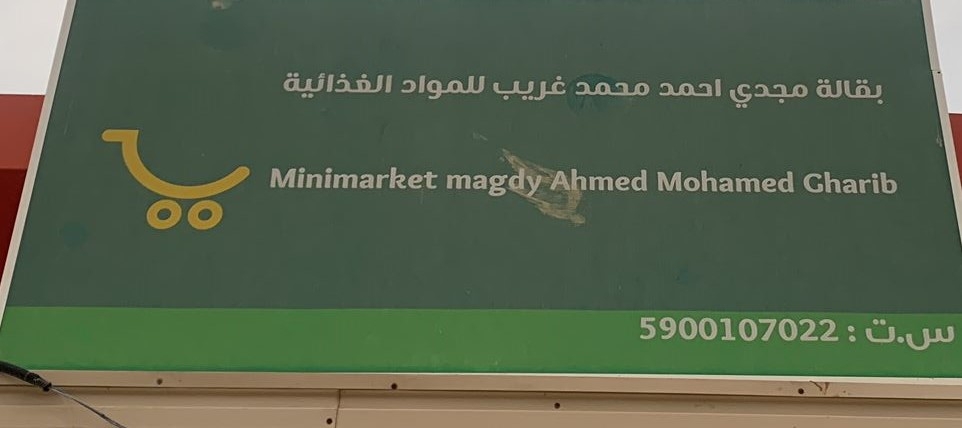 بقالة مجدي احمد محمد غريب للمواد الغذائية
Minimarket magdy Ahmed Mohamed Gharib
س.ت : 5900107022